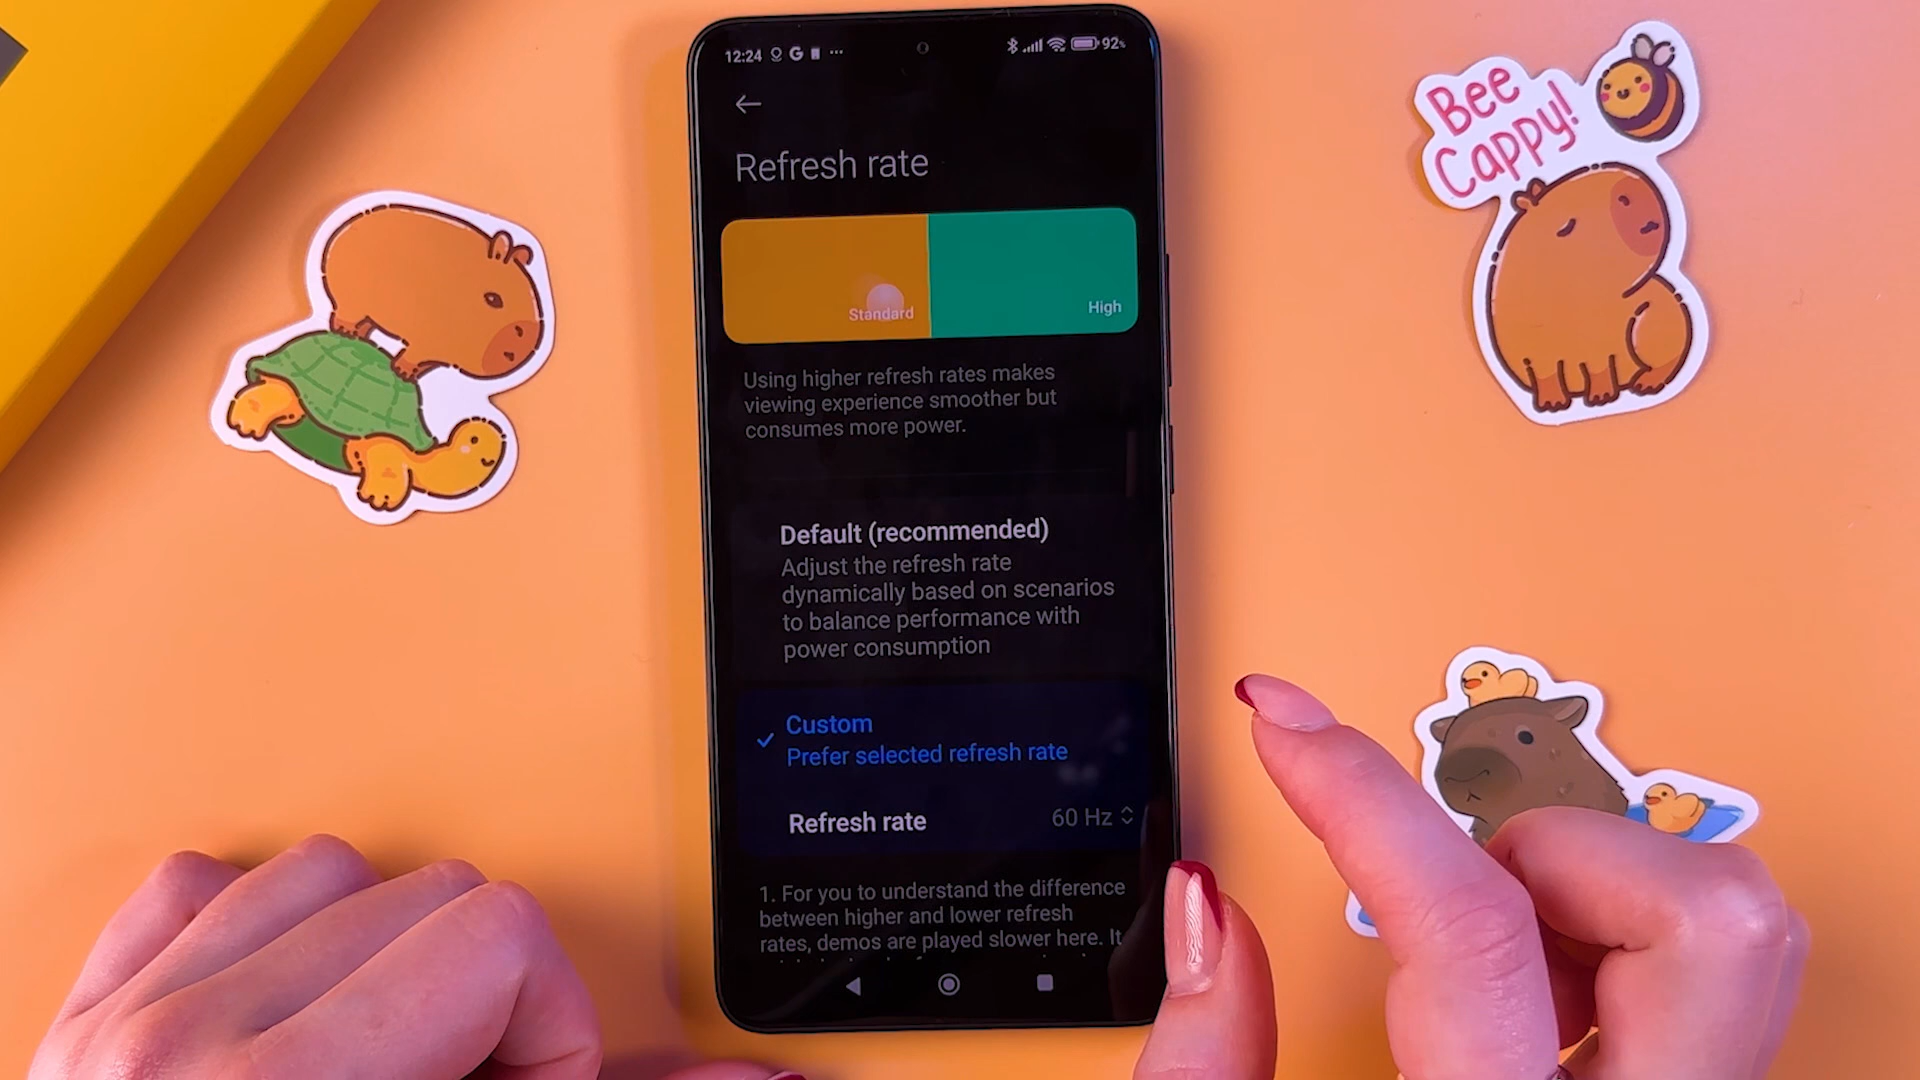 12:24 G ...
92%
Refresh rate
Standard
High
Using higher refresh rates makes
viewing experience smoother but
consumes more power.
Default (recommended)
Adjust the refresh rate
dynamically based on scenarios
to balance performance with
power consumption
Custom
Prefer selected refresh rate
Refresh rate
60 Hz
1. For you to understand the difference
between higher and lower refresh
rates, demos are played slower here. It
Bee
Cappy!